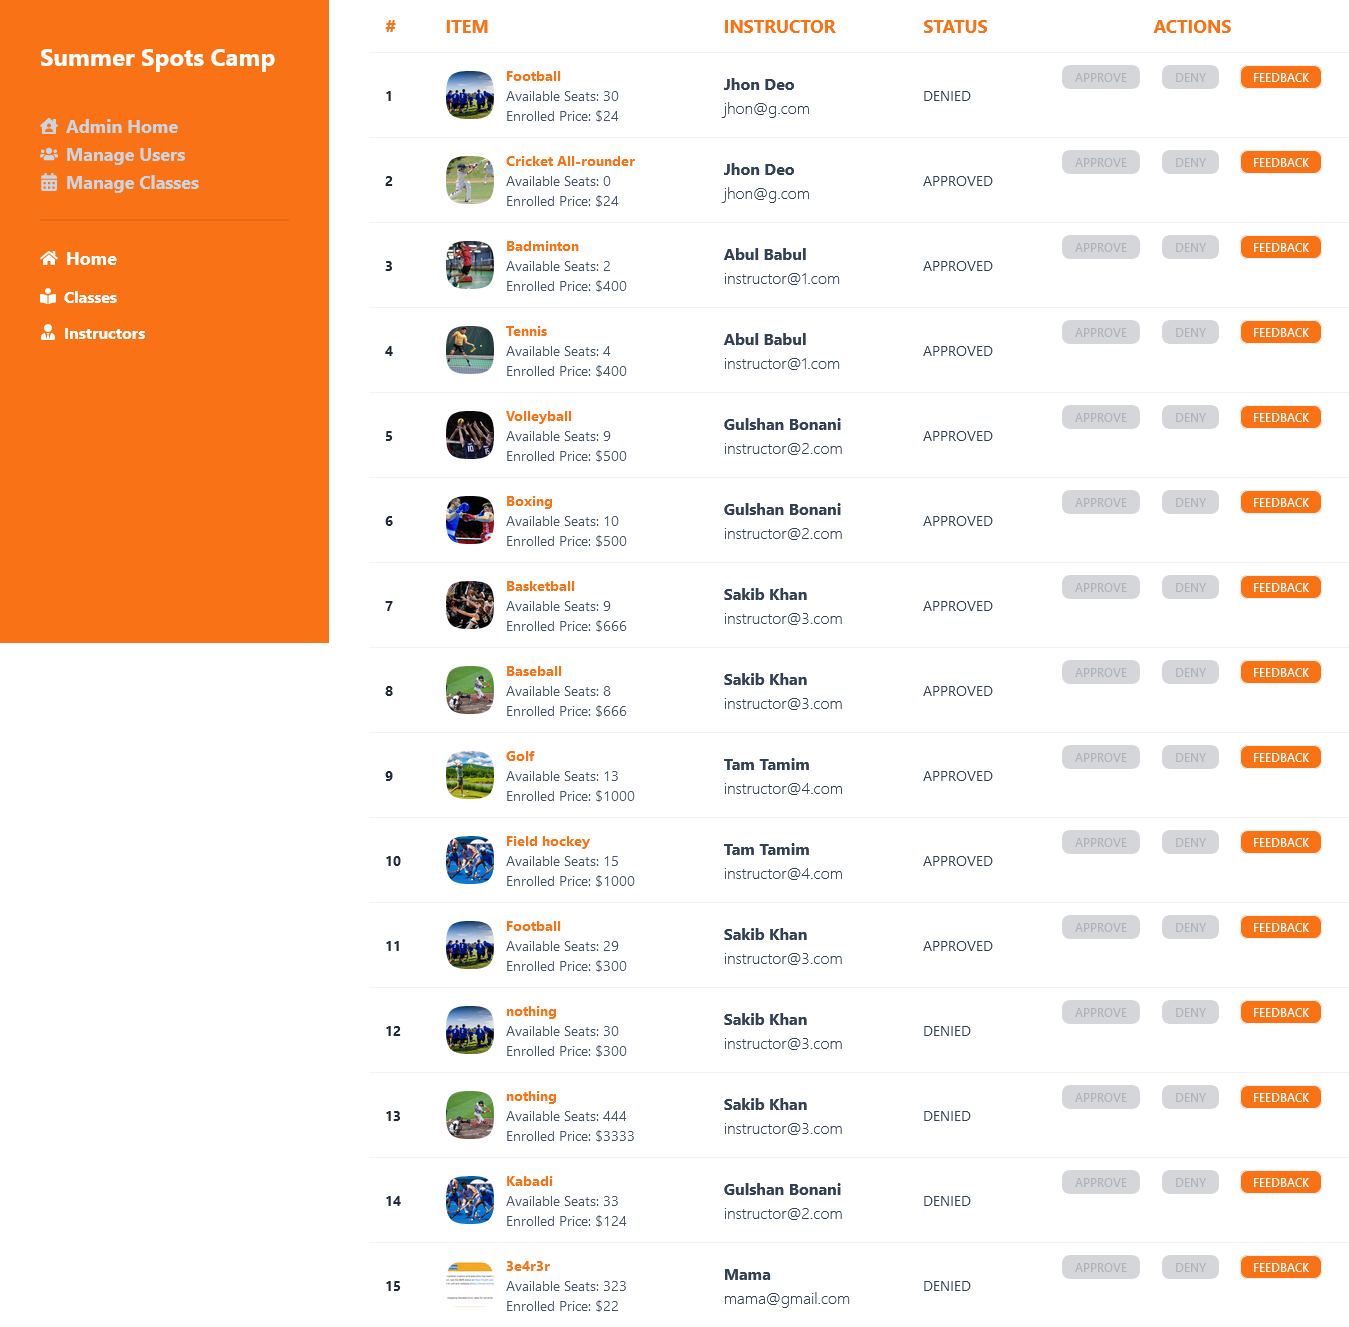 Summer Spots Camp
Admin Home
Manage Users
Manage Classes
Home
Classes
Instructors
# ITEM INSTRUCTOR STATUS ACTIONS
1 Football Available Seats: 30 Enrolled Price: $24 Jhon Deo jhon@g.com DENIED APPROVE DENY FEEDBACK
2 Cricket All-rounder Available Seats: 0 Enrolled Price: $24 Jhon Deo jhon@g.com APPROVED APPROVE DENY FEEDBACK
3 Badminton Available Seats: 2 Enrolled Price: $400 Abul Babul instructor@1.com APPROVED APPROVE DENY FEEDBACK
4 Tennis Available Seats: 4 Enrolled Price: $400 Abul Babul instructor@1.com APPROVED APPROVE DENY FEEDBACK
5 Volleyball Available Seats: 9 Enrolled Price: $500 Gulshan Bonani instructor@2.com APPROVED APPROVE DENY FEEDBACK
6 Boxing Available Seats: 10 Enrolled Price: $500 Gulshan Bonani instructor@2.com APPROVED APPROVE DENY FEEDBACK
7 Basketball Available Seats: 9 Enrolled Price: $666 Sakib Khan instructor@3.com APPROVED APPROVE DENY FEEDBACK
8 Baseball Available Seats: 8 Enrolled Price: $666 Sakib Khan instructor@3.com APPROVED APPROVE DENY FEEDBACK
9 Golf Available Seats: 13 Enrolled Price: $1000 Tam Tamim instructor@4.com APPROVED APPROVE DENY FEEDBACK
10 Field hockey Available Seats: 15 Enrolled Price: $1000 Tam Tamim instructor@4.com APPROVED APPROVE DENY FEEDBACK
11 Football Available Seats: 29 Enrolled Price: $300 Sakib Khan instructor@3.com APPROVED APPROVE DENY FEEDBACK
12 nothing Available Seats: 30 Enrolled Price: $300 Sakib Khan instructor@3.com DENIED APPROVE DENY FEEDBACK
13 nothing Available Seats: 444 Enrolled Price: $3333 Sakib Khan instructor@3.com DENIED APPROVE DENY FEEDBACK
14 Kabadi Available Seats: 33 Enrolled Price: $124 Gulshan Bonani instructor@2.com DENIED APPROVE DENY FEEDBACK
15 3e4r3r Available Seats: 323 Enrolled Price: $22 Mama mama@gmail.com DENIED APPROVE DENY FEEDBACK